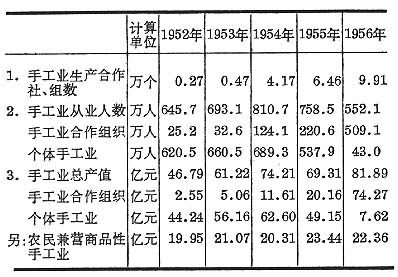 计算单位 1952年 1953年 1954年 1955年 1956年
1. 手工业生产合作社、组数 万个 0.27 0.47 4.17 6.46 9.91
2. 手工业从业人数 万人 645.7 693.1 810.7 758.5 552.1
手工业合作组织 万人 25.2 32.6 124.1 220.6 509.1
个体手工业 万人 620.5 660.5 689.3 537.9 43.0
3. 手工业总产值 亿元 46.79 61.22 74.21 69.31 81.89
手工业合作组织 亿元 2.55 5.06 11.61 20.16 74.27
个体手工业 亿元 44.24 56.16 62.60 49.15 7.62
另:农民兼营商品性手工业 亿元 19.95 21.07 20.31 23.44 22.36